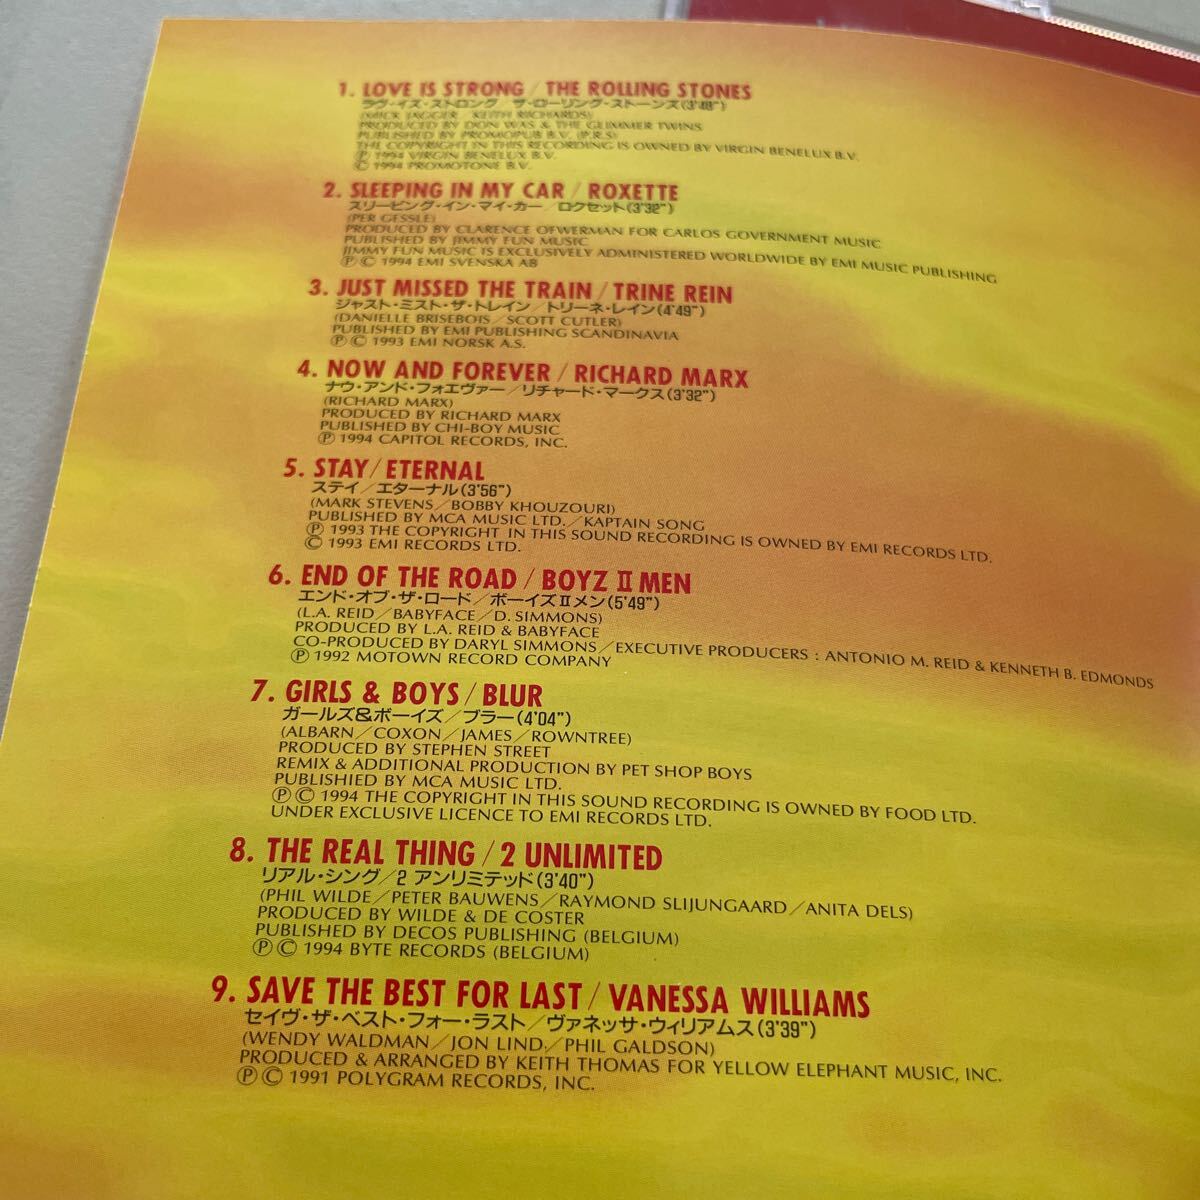 1. LOVE IS STRONG / THE ROLLING STONES
ラヴ・イズ・ストロング／ザ・ローリング・ストーンズ(3'48")
(MICK JAGGER／KEITH RICHARDS)
PRODUCED BY DON WAS & THE GLIMMER TWINS
PUBLISHED BY PROMOPUB B.V. (P.R.S)
THE COPYRIGHT IN THIS RECORDING IS OWNED BY VIRGIN BENELUX B.V.
Ⓟ 1994 VIRGIN BENELUX B.V.
© 1994 PROMOTONE B.V.
2. SLEEPING IN MY CAR / ROXETTE
スリーピング・イン・マイ・カー／ロクセット(3'32")
(PER GESSLE)
PRODUCED BY CLARENCE OFWERMAN FOR CARLOS GOVERNMENT MUSIC
PUBLISHED BY JIMMY FUN MUSIC
JIMMY FUN MUSIC IS EXCLUSIVELY ADMINISTERED WORLDWIDE BY EMI MUSIC PUBLISHING
Ⓟ © 1994 EMI SVENSKA AB
3. JUST MISSED THE TRAIN / TRINE REIN
ジャスト・ミスト・ザ・トレイン／トリーネ・レイン(4'49")
(DANIELLE BRISEBOIS／SCOTT CUTLER)
PUBLISHED BY EMI PUBLISHING SCANDINAVIA
Ⓟ © 1993 EMI NORSK A.S.
4. NOW AND FOREVER / RICHARD MARX
ナウ・アンド・フォエヴァー／リチャード・マークス(3'32")
(RICHARD MARX)
PRODUCED BY RICHARD MARX
PUBLISHED BY CHI-BOY MUSIC
Ⓟ 1994 CAPITOL RECORDS, INC.
5. STAY / ETERNAL
ステイ／エターナル(3'56")
(MARK STEVENS／BOBBY KHOUZOURI)
PUBLISHED BY MCA MUSIC LTD.／KAPTAIN SONG
Ⓟ 1993 THE COPYRIGHT IN THIS SOUND RECORDING IS OWNED BY EMI RECORDS LTD.
© 1993 EMI RECORDS LTD.
6. END OF THE ROAD / BOYZ II MEN
エンド・オブ・ザ・ロード／ボーイズⅡメン(5'49")
(L.A. REID／BABYFACE／D. SIMMONS)
PRODUCED BY L.A. REID & BABYFACE
CO-PRODUCED BY DARYL SIMMONS／EXECUTIVE PRODUCERS : ANTONIO M. REID & KENNETH B. EDMONDS
Ⓟ 1992 MOTOWN RECORD COMPANY
7. GIRLS & BOYS / BLUR
ガールズ&ボーイズ／ブラー(4'04")
(ALBARN／COXON／JAMES／ROWNTREE)
PRODUCED BY STEPHEN STREET
REMIX & ADDITIONAL PRODUCTION BY PET SHOP BOYS
PUBLISHIED BY MCA MUSIC LTD.
Ⓟ © 1994 THE COPYRIGHT IN THIS SOUND RECORDING IS OWNED BY FOOD LTD.
UNDER EXCLUSIVE LICENCE TO EMI RECORDS LTD.
8. THE REAL THING / 2 UNLIMITED
リアル・シング／2 アンリミテッド(3'40")
(PHIL WILDE／PETER BAUWENS／RAYMOND SLIJUNGAARD／ANITA DELS)
PRODUCED BY WILDE & DE COSTER
PUBLISHED BY DECOS PUBLISHING (BELGIUM)
Ⓟ © 1994 BYTE RECORDS (BELGIUM)
9. SAVE THE BEST FOR LAST / VANESSA WILLIAMS
セイヴ・ザ・ベスト・フォー・ラスト／ヴァネッサ・ウィリアムス(3'39")
(WENDY WALDMAN／JON LIND／PHIL GALDSON)
PRODUCED & ARRANGED BY KEITH THOMAS FOR YELLOW ELEPHANT MUSIC, INC.
Ⓟ © 1991 POLYGRAM RECORDS, INC.